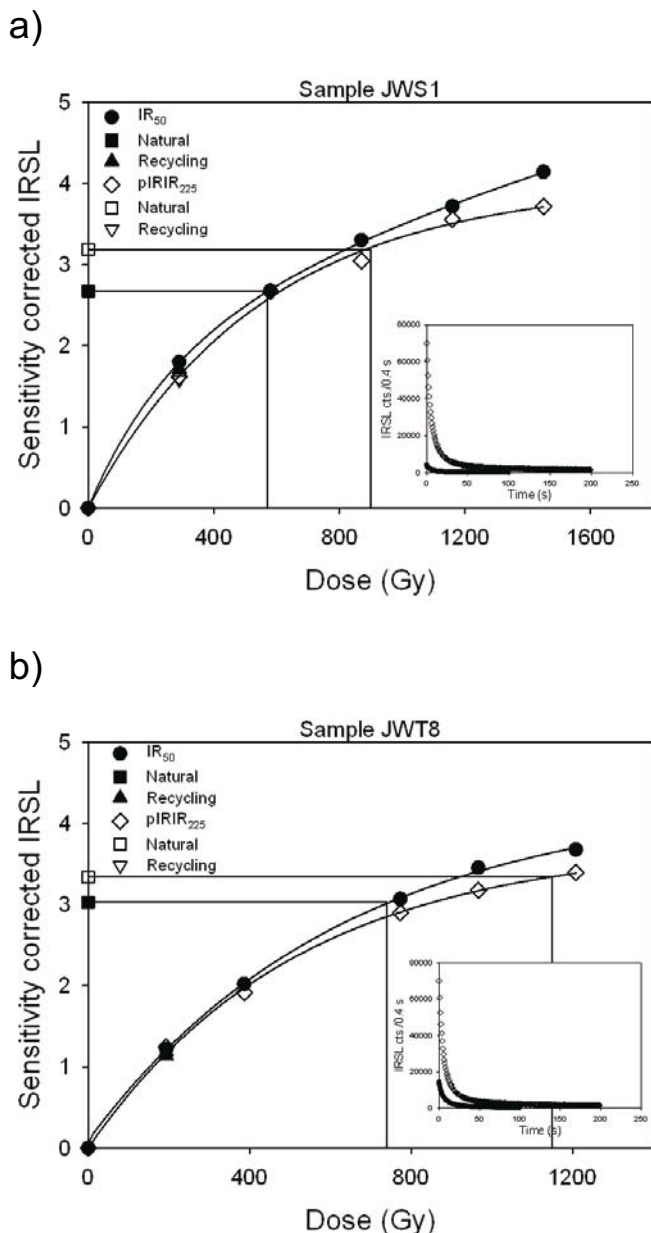 a)
Sample JWS1
5
4
3
2
1
0
Sensitivity corrected IRSL
IR₅₀
Natural
Recycling
pIRIR₂₂₅
Natural
Recycling
80000
60000
40000
20000
0
IRSL cts /0.4 s
0 50 100 150 200 250
Time (s)
0 400 800 1200 1600
Dose (Gy)
b)
Sample JWT8
5
4
3
2
1
0
Sensitivity corrected IRSL
IR₅₀
Natural
Recycling
pIRIR₂₂₅
Natural
Recycling
80000
60000
40000
20000
0
IRSL cts /0.4 s
0 50 100 150 200 250
Time (s)
0 400 800 1200
Dose (Gy)